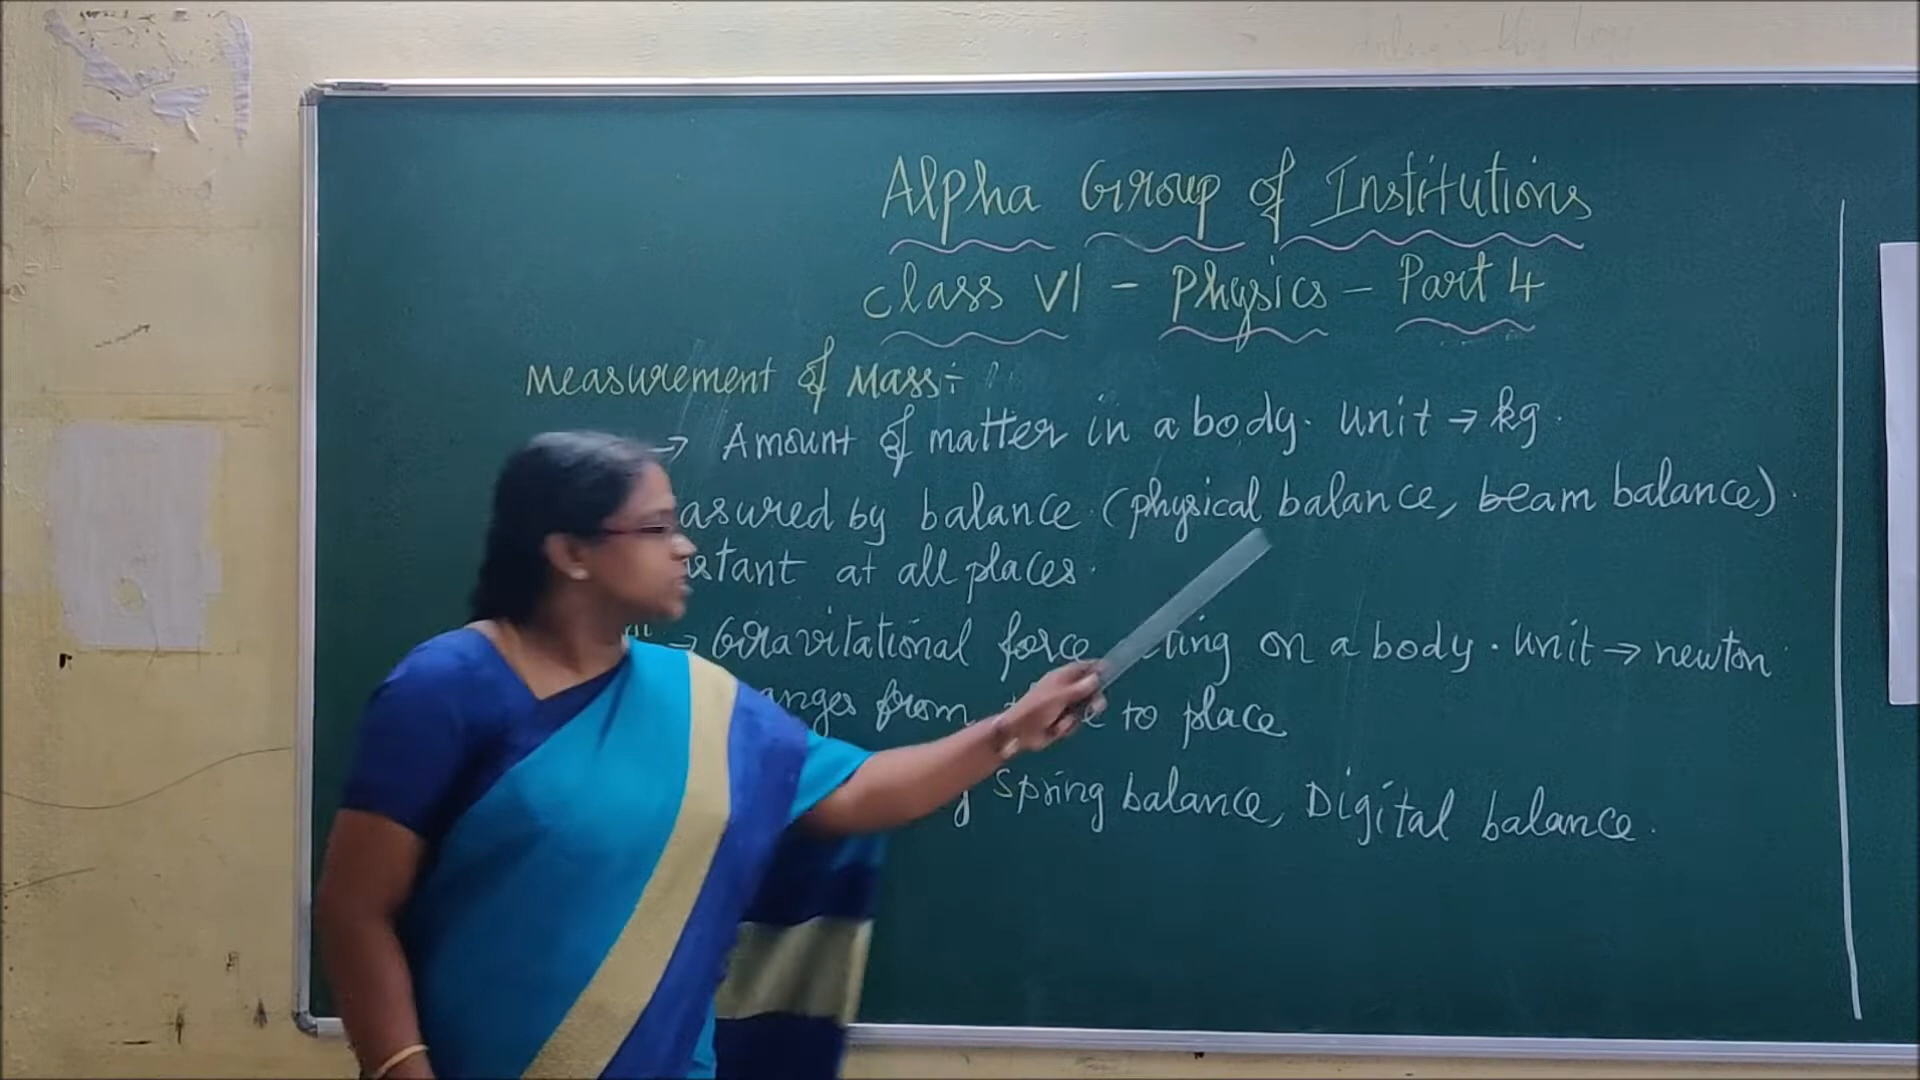 Alpha Group of Institutions
Class VI - Physics - Part 4
Measurement of Mass:
→ Amount of matter in a body. unit → kg.
asured by balance (physical balance, beam balance).
stant at all places.
→ Gravitational force ting on a body. unit → newton
anges from to place
Spring balance, Digital balance.